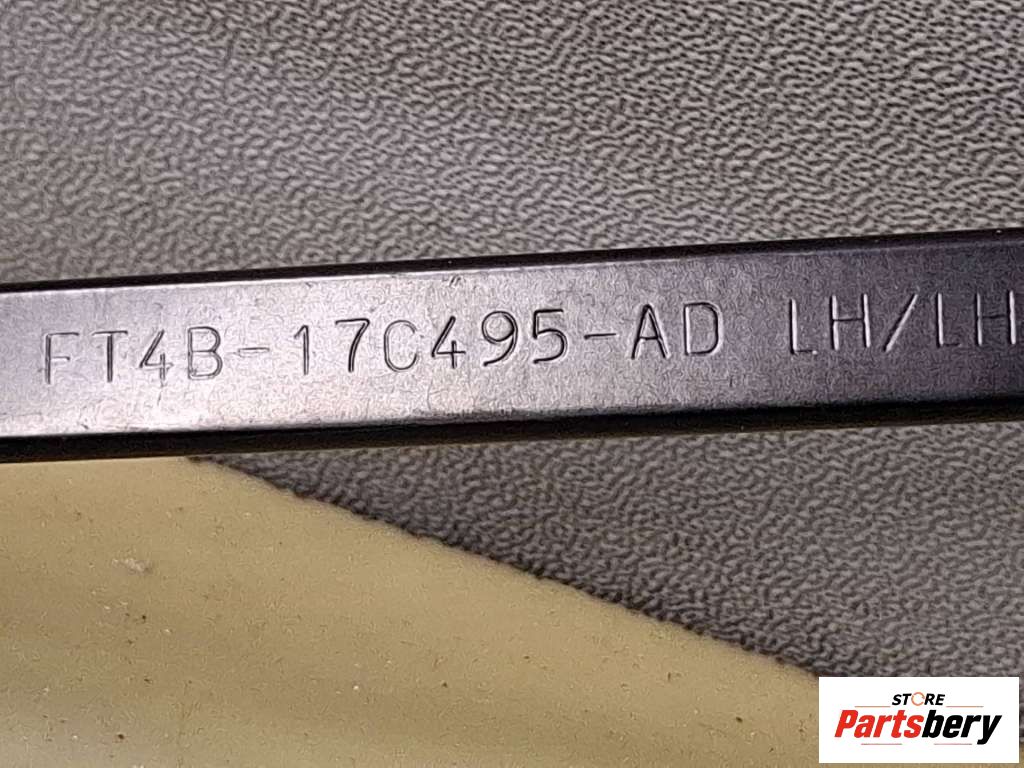 FT4B-17C495-AD LH/LH
STORE
Partsbery